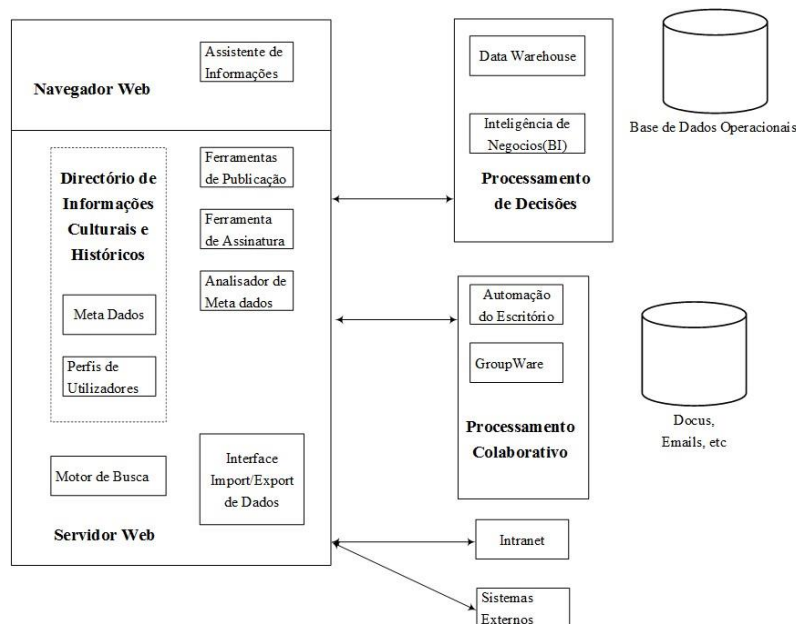 Assistente de
Informações
Navegador Web
Directório de
Informações
Culturais e
Históricos
Meta Dados
Perfis de
Utilizadores
Ferramentas
de Publicação
Ferramenta
de Assinatura
Analisador de
Meta dados
Motor de Busca
Interface
Import/Export
de Dados
Servidor Web
Data Warehouse
Inteligência de
Negocios(BI)
Processamento
de Decisões
Base de Dados Operacionais
Automação
do Escritório
GroupWare
Processamento
Colaborativo
Docus,
Emails, etc
Intranet
Sistemas
Externos